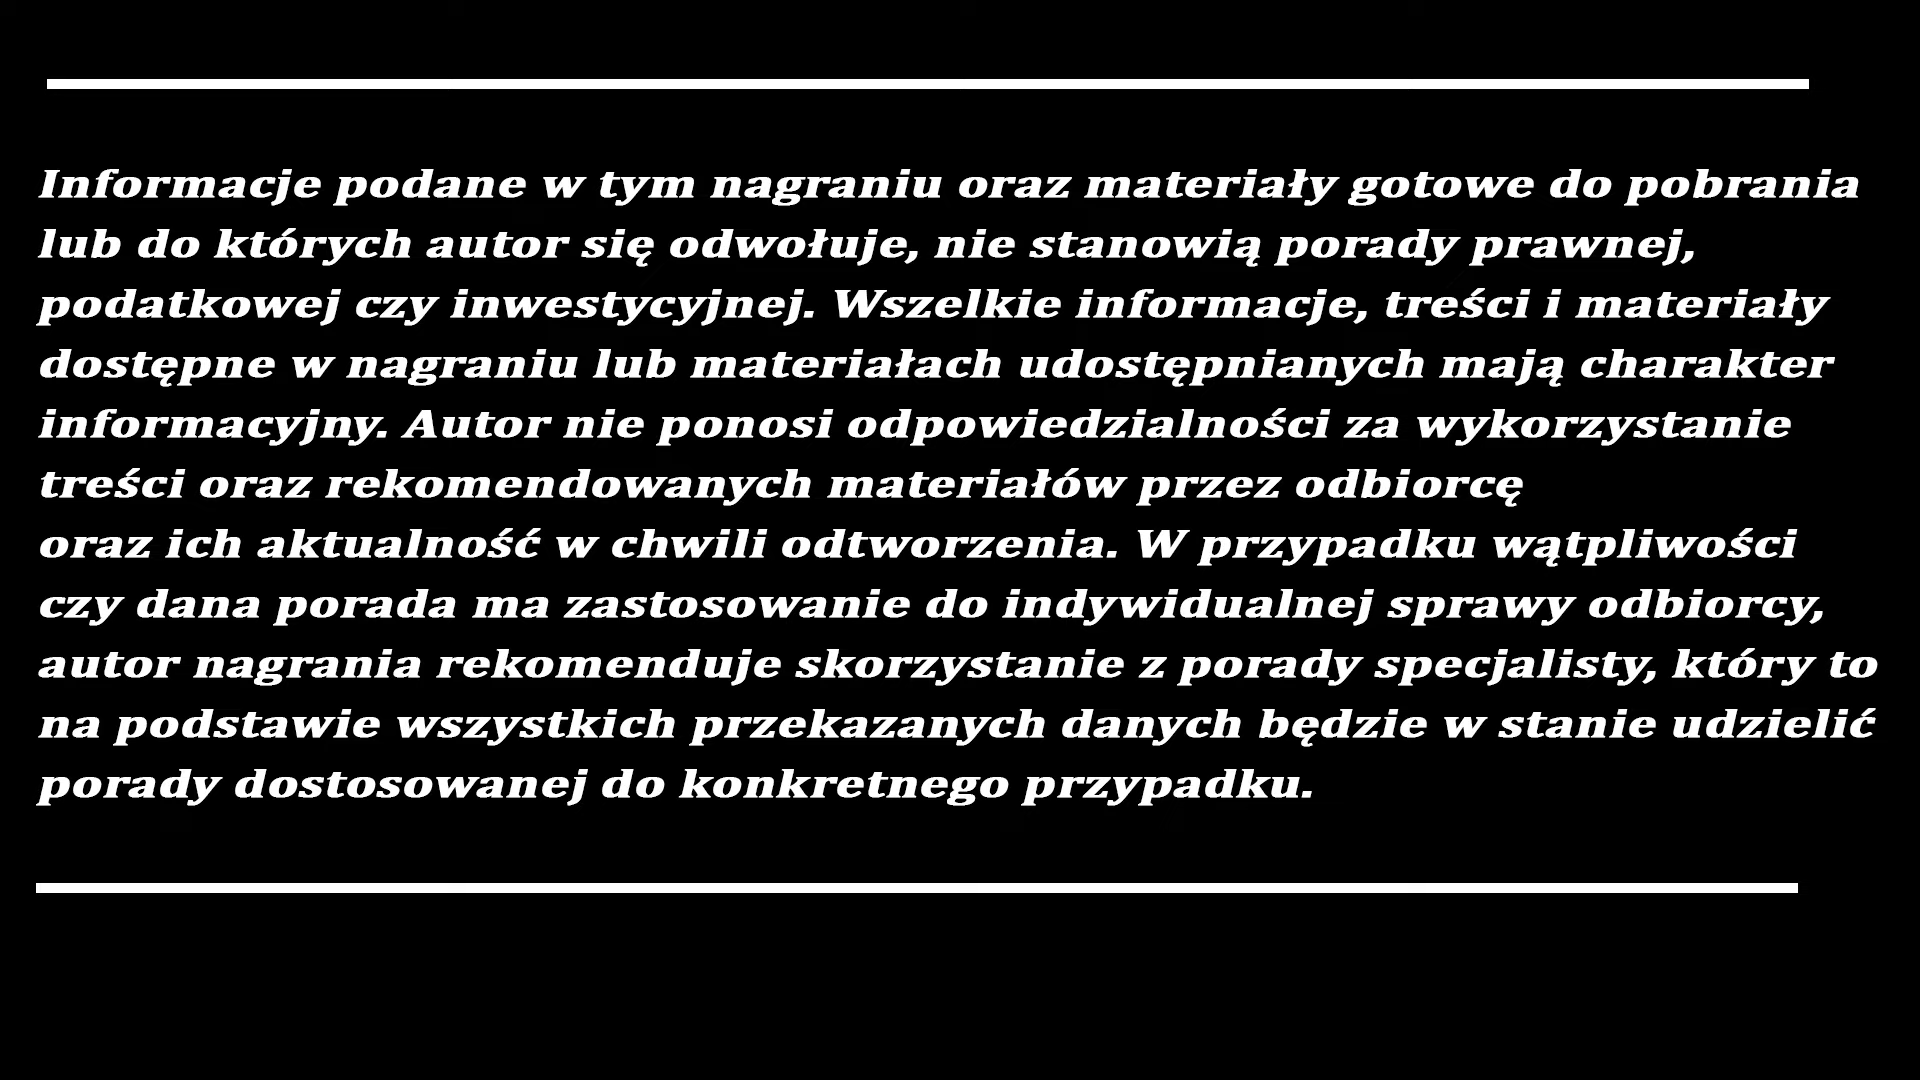 Informacje podane w tym nagraniu oraz materiały gotowe do pobrania
lub do których autor się odwołuje, nie stanowią porady prawnej,
podatkowej czy inwestycyjnej. Wszelkie informacje, treści i materiały
dostępne w nagraniu lub materiałach udostępnianych mają charakter
informacyjny. Autor nie ponosi odpowiedzialności za wykorzystanie
treści oraz rekomendowanych materiałów przez odbiorcę
oraz ich aktualność w chwili odtworzenia. W przypadku wątpliwości
czy dana porada ma zastosowanie do indywidualnej sprawy odbiorcy,
autor nagrania rekomenduje skorzystanie z porady specjalisty, który to
na podstawie wszystkich przekazanych danych będzie w stanie udzielić
porady dostosowanej do konkretnego przypadku.